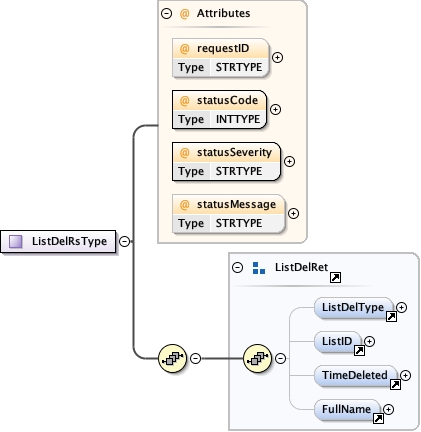 @ Attributes
@ requestID
Type STRTYPE
@ statusCode
Type INTTYPE
@ statusSeverity
Type STRTYPE
@ statusMessage
Type STRTYPE
ListDelRsType
ListDelRet
ListDelType
ListID
TimeDeleted
FullName